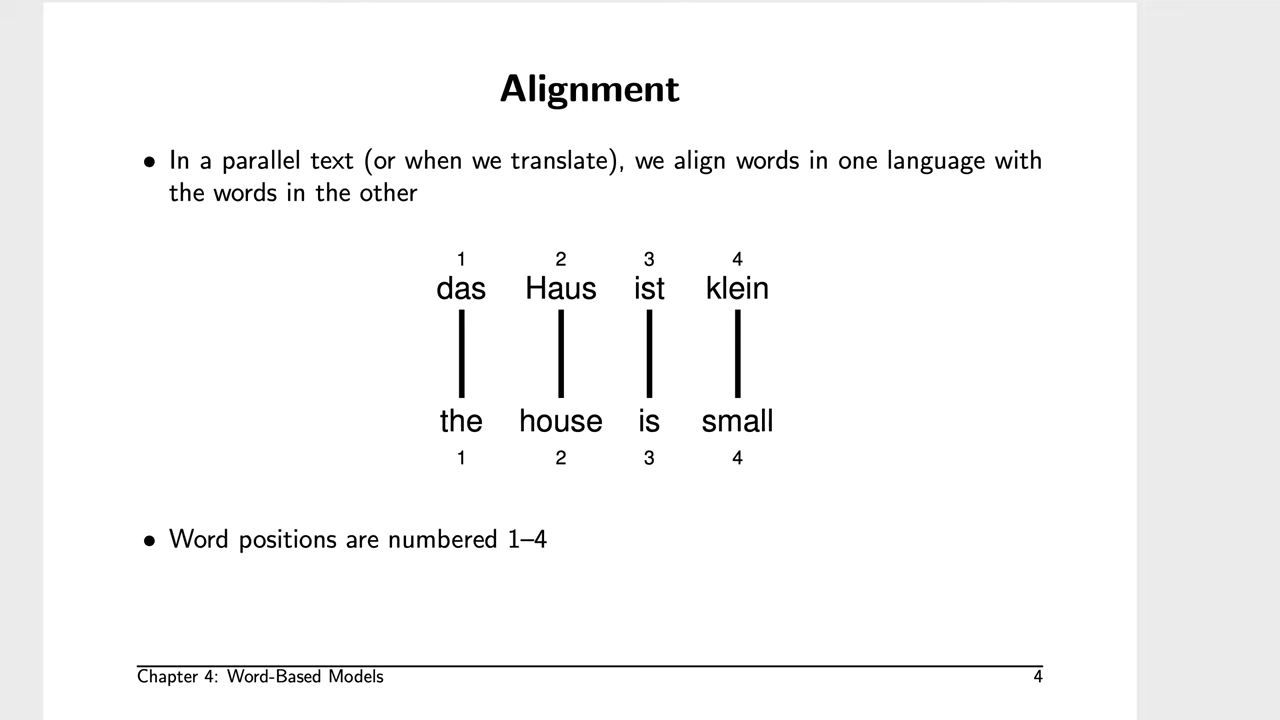 Alignment
• In a parallel text (or when we translate), we align words in one language with
the words in the other
1 2 3 4
das Haus ist klein
the house is small
1 2 3 4
• Word positions are numbered 1–4
Chapter 4: Word-Based Models 4